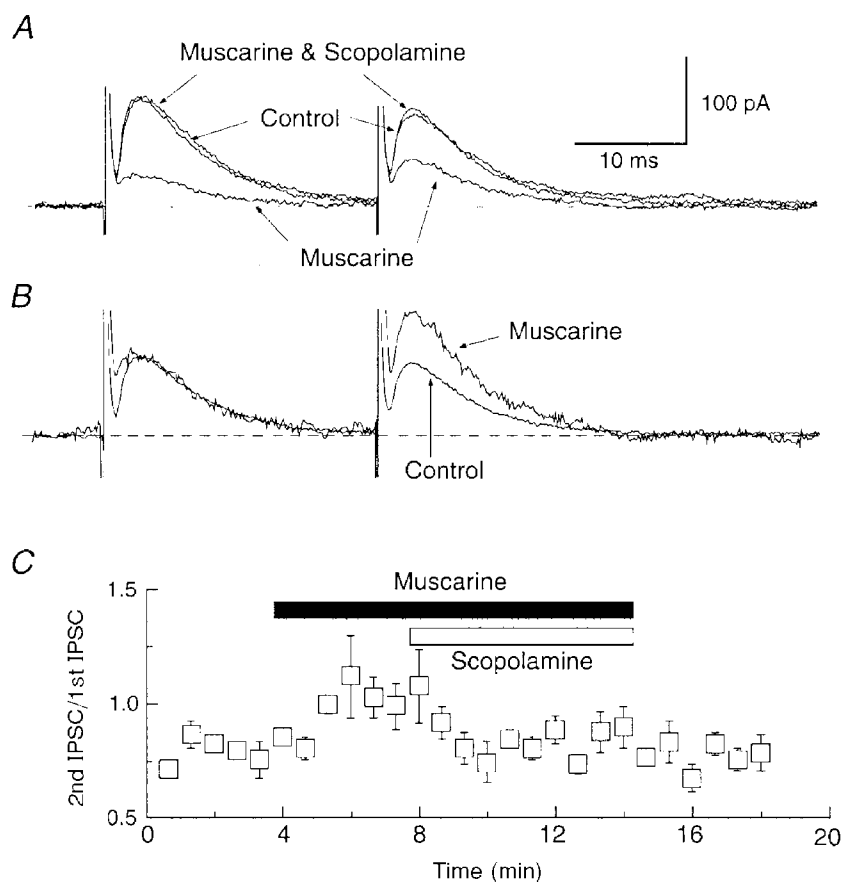 A
Muscarine & Scopolamine
Control
100 pA
10 ms
Muscarine
B
Muscarine
Control
C
2nd IPSC/1st IPSC
1.5
1.0
0.5
Muscarine
Scopolamine
0 4 8 12 16 20
Time (min)